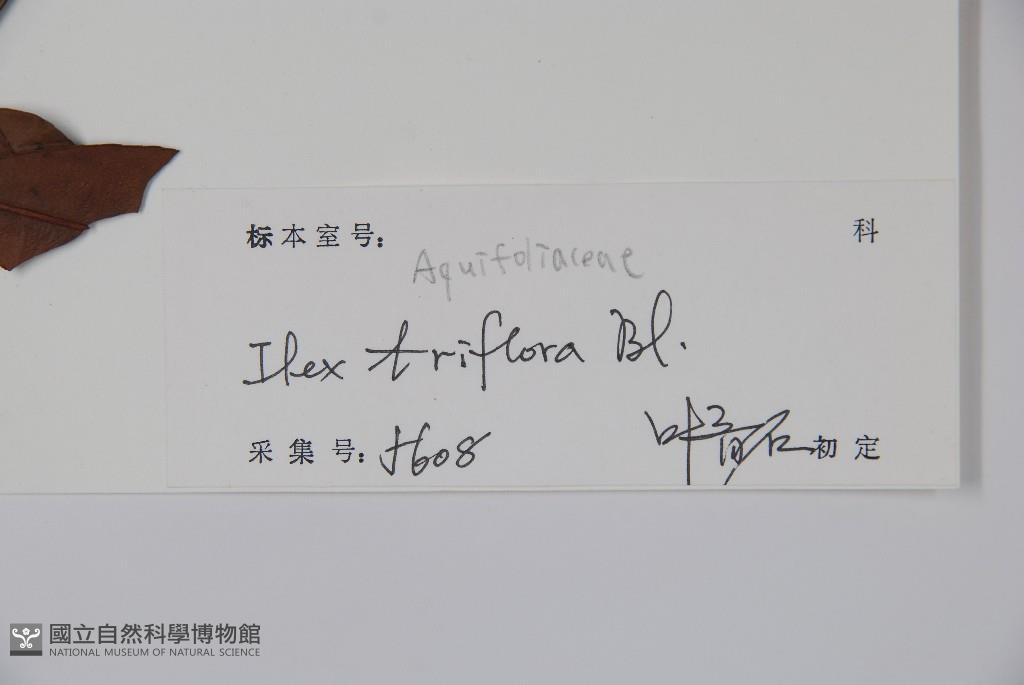 标本室号： 科
Aquifoliaceae
Ilex triflora Bl.
采集号：5608 初定
國立自然科學博物館
NATIONAL MUSEUM OF NATURAL SCIENCE